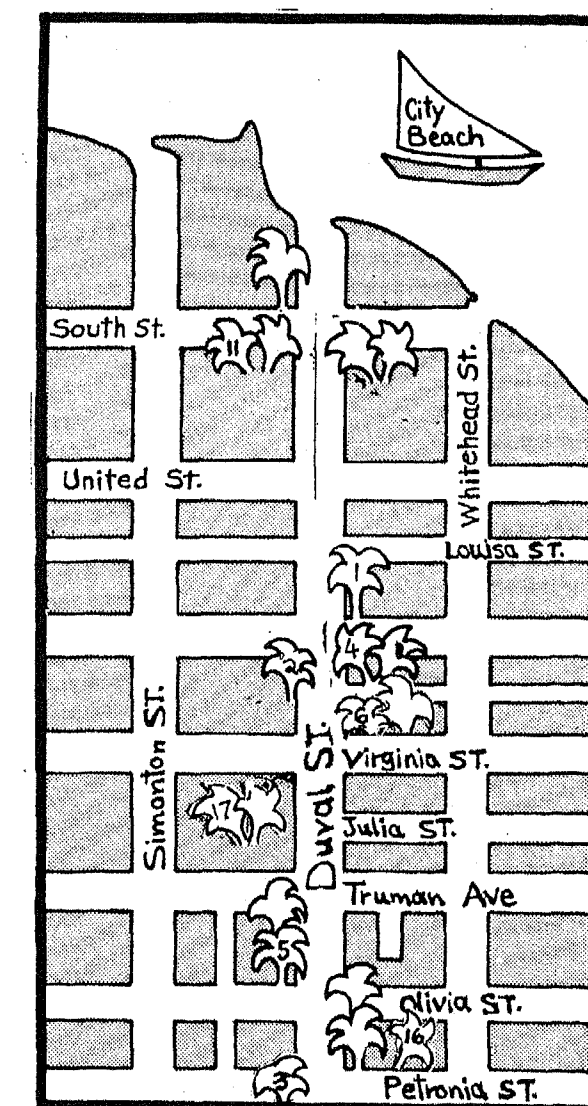 City
Beach
South St.
11
Whitehead St.
United St.
Louisa ST.
1
4
2
6
Simonton ST.
Duval ST.
Virginia ST.
17
Julia ST.
Truman Ave
5
Olivia ST.
16
3
Petronia ST.